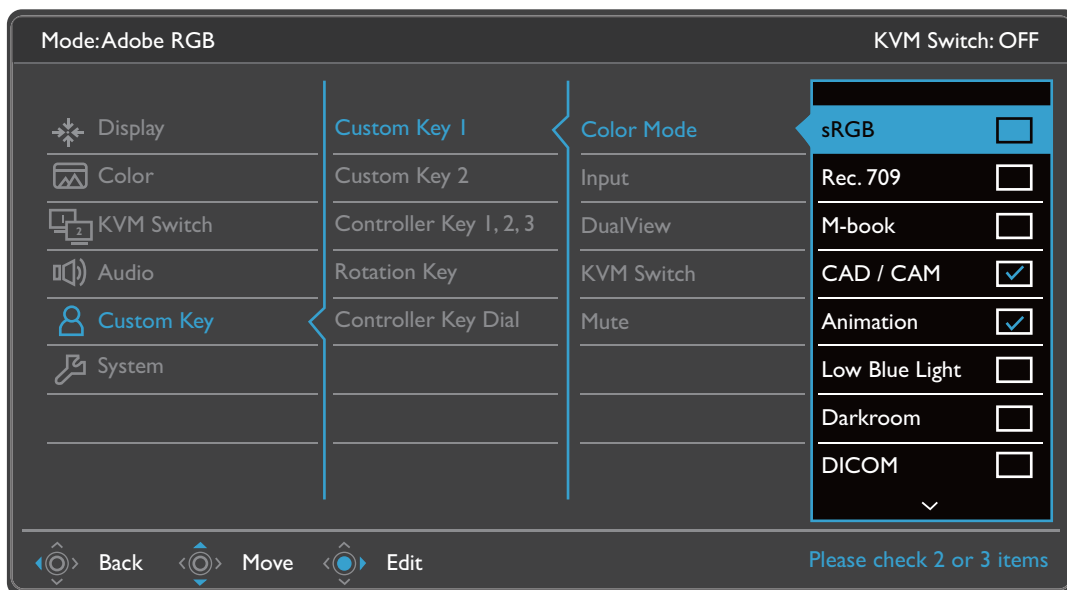 Mode: Adobe RGB
KVM Switch: OFF
Display
Color
1 2 KVM Switch
Audio
Custom Key
System
Custom Key 1
Custom Key 2
Controller Key 1, 2, 3
Rotation Key
Controller Key Dial
Color Mode
Input
DualView
KVM Switch
Mute
sRGB
Rec. 709
M-book
CAD / CAM
Animation
Low Blue Light
Darkroom
DICOM
Back
Move
Edit
Please check 2 or 3 items